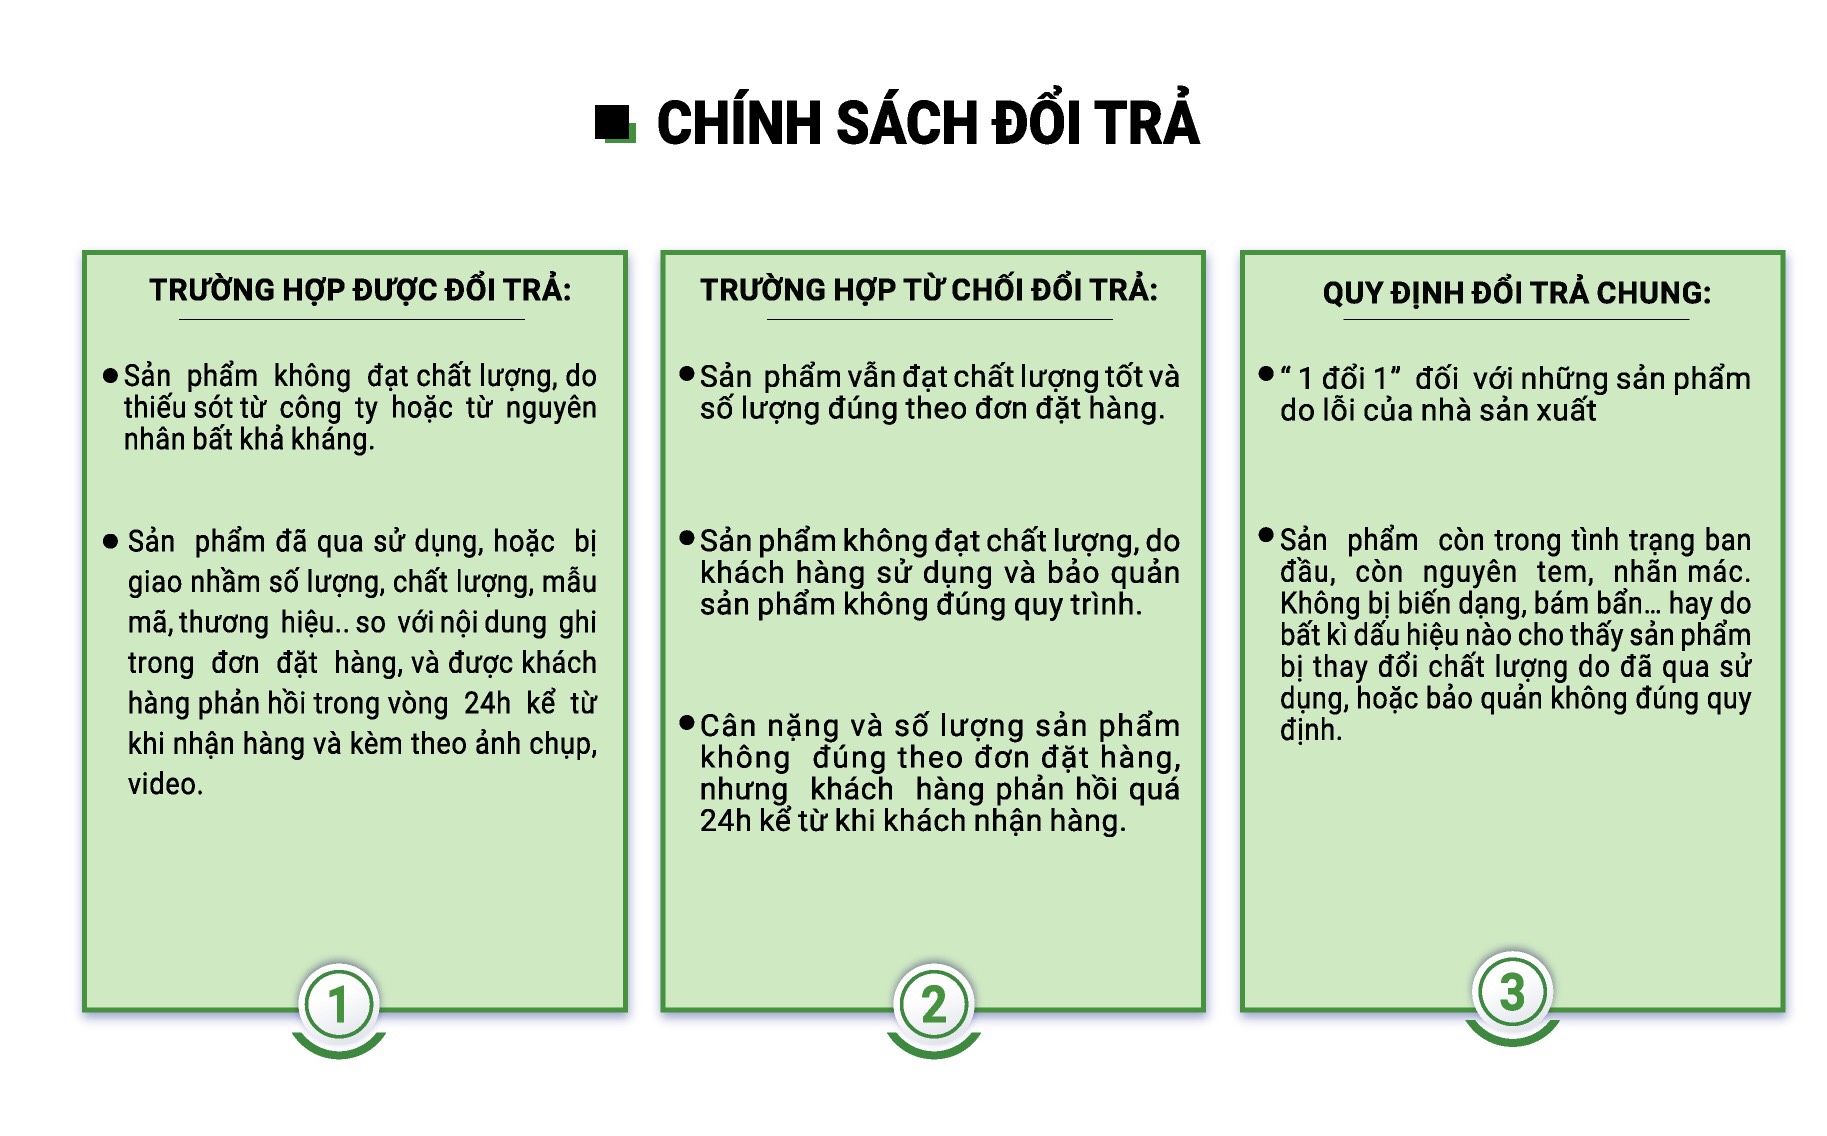 CHÍNH SÁCH ĐỔI TRẢ
TRƯỜNG HỢP ĐƯỢC ĐỔI TRẢ:
●Sản phẩm không đạt chất lượng, do
thiếu sót từ công ty hoặc từ nguyên
nhân bất khả kháng.
● Sản phẩm đã qua sử dụng, hoặc bị
giao nhầm số lượng, chất lượng, mẫu
mã, thương hiệu.. so với nội dung ghi
trong đơn đặt hàng, và được khách
hàng phản hồi trong vòng 24h kể từ
khi nhận hàng và kèm theo ảnh chụp,
video.
1
TRƯỜNG HỢP TỪ CHỐI ĐỔI TRẢ:
●Sản phẩm vẫn đạt chất lượng tốt và
số lượng đúng theo đơn đặt hàng.
●Sản phẩm không đạt chất lượng, do
khách hàng sử dụng và bảo quản
sản phẩm không đúng quy trình.
●Cân nặng và số lượng sản phẩm
không đúng theo đơn đặt hàng,
nhưng khách hàng phản hồi quá
24h kể từ khi khách nhận hàng.
2
QUY ĐỊNH ĐỔI TRẢ CHUNG:
●“ 1 đổi 1” đối với những sản phẩm
do lỗi của nhà sản xuất
●Sản phẩm còn trong tình trạng ban
đầu, còn nguyên tem, nhãn mác.
Không bị biến dạng, bám bẩn... hay do
bất kì dấu hiệu nào cho thấy sản phẩm
bị thay đổi chất lượng do đã qua sử
dụng, hoặc bảo quản không đúng quy
định.
3